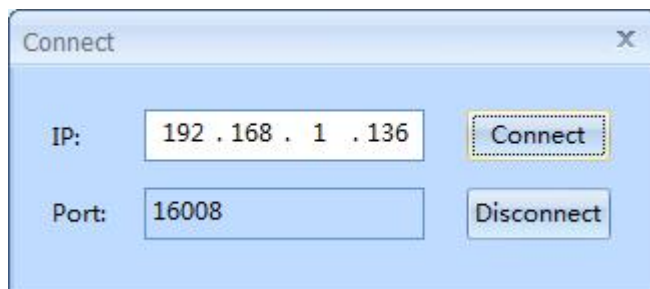 Connect x
IP: 192 . 168 . 1 . 136 Connect
Port: 16008 Disconnect